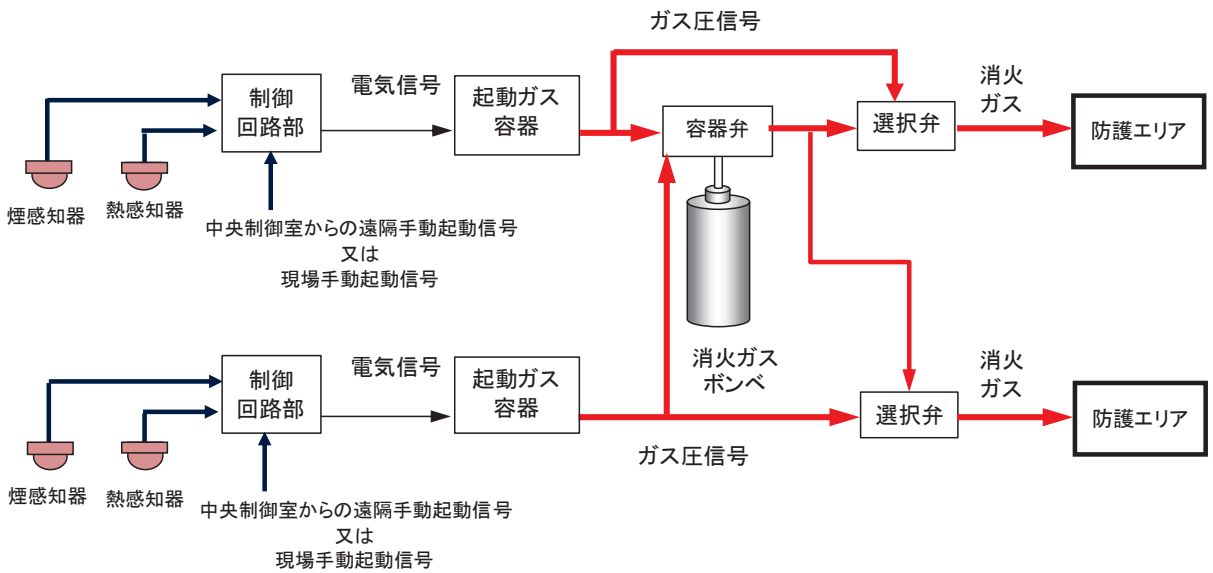 ガス圧信号
電気信号
消火
ガス
制御
回路部
起動ガス
容器
容器弁
選択弁
防護エリア
煙感知器
熱感知器
中央制御室からの遠隔手動起動信号
又は
現場手動起動信号
消火ガス
ボンベ
電気信号
消火
ガス
制御
回路部
起動ガス
容器
選択弁
防護エリア
ガス圧信号
煙感知器
熱感知器
中央制御室からの遠隔手動起動信号
又は
現場手動起動信号